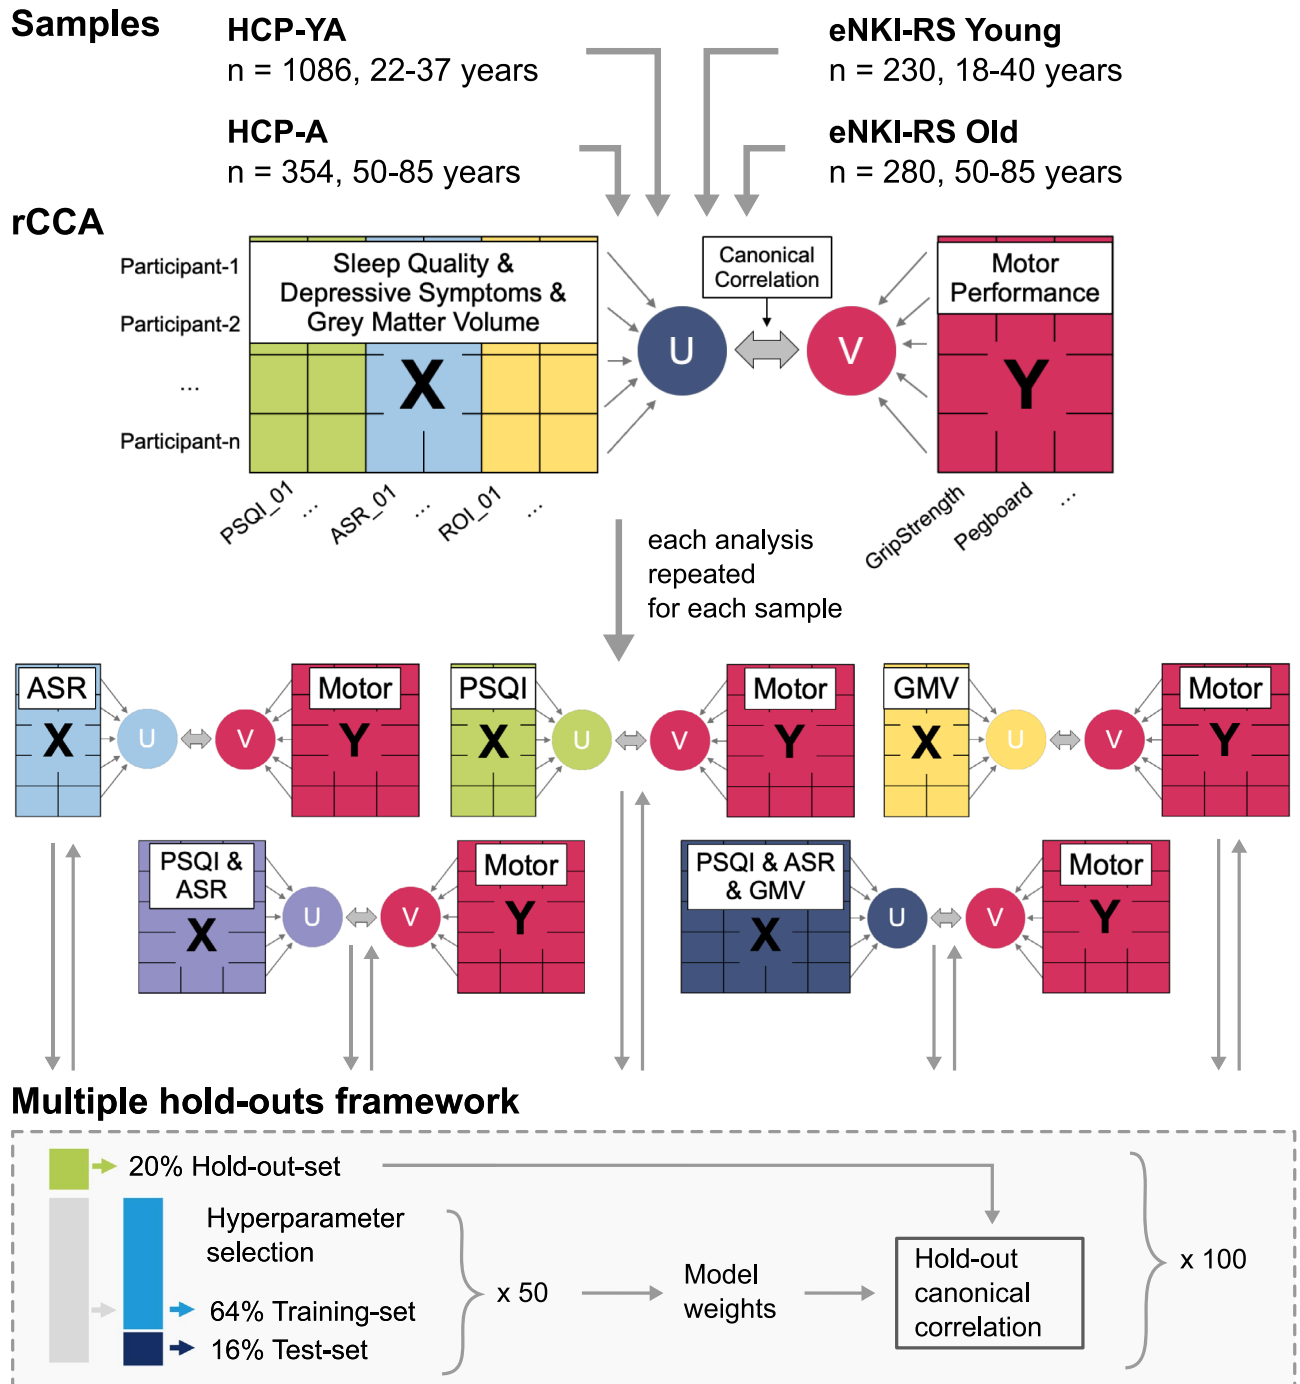 Samples
HCP-YA
n = 1086, 22-37 years
eNKI-RS Young
n = 230, 18-40 years
HCP-A
n = 354, 50-85 years
eNKI-RS Old
n = 280, 50-85 years
rCCA
Participant-1
Participant-2
...
Participant-n
Sleep Quality &
Depressive Symptoms &
Grey Matter Volume
X
PSQI_01
...
ASR_01
...
ROI_01
...
U
Canonical
Correlation
V
Motor
Performance
Y
GripStrength
Pegboard
...
each analysis
repeated
for each sample
ASR
X
U
V
Motor
Y
PSQI
X
U
V
Motor
Y
GMV
X
U
V
Motor
Y
PSQI &
ASR
X
U
V
Motor
Y
PSQI & ASR
& GMV
X
U
V
Motor
Y
Multiple hold-outs framework
20% Hold-out-set
Hyperparameter
selection
64% Training-set
16% Test-set
x 50
Model
weights
Hold-out
canonical
correlation
x 100